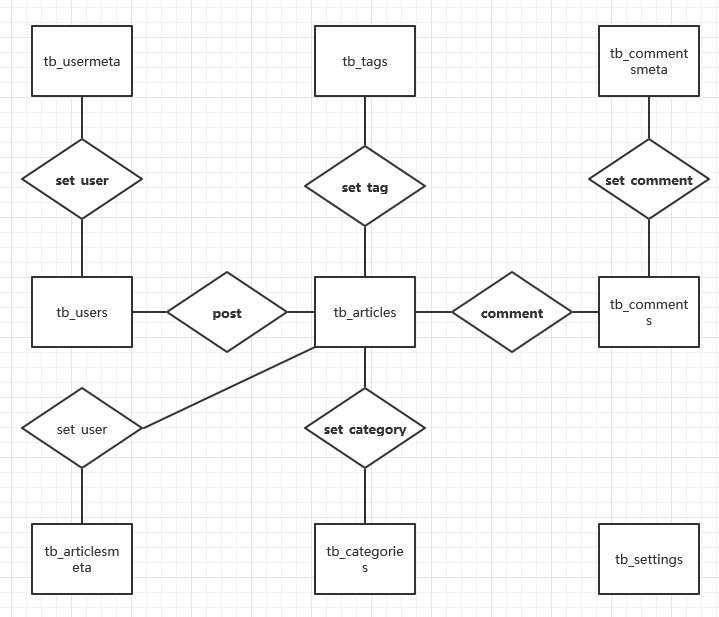 tb_usermeta
tb_tags
tb_comment
smeta
set user
set tag
set comment
tb_users
post
tb_articles
comment
tb_comment
s
set user
set category
tb_articlesm
eta
tb_categorie
s
tb_settings